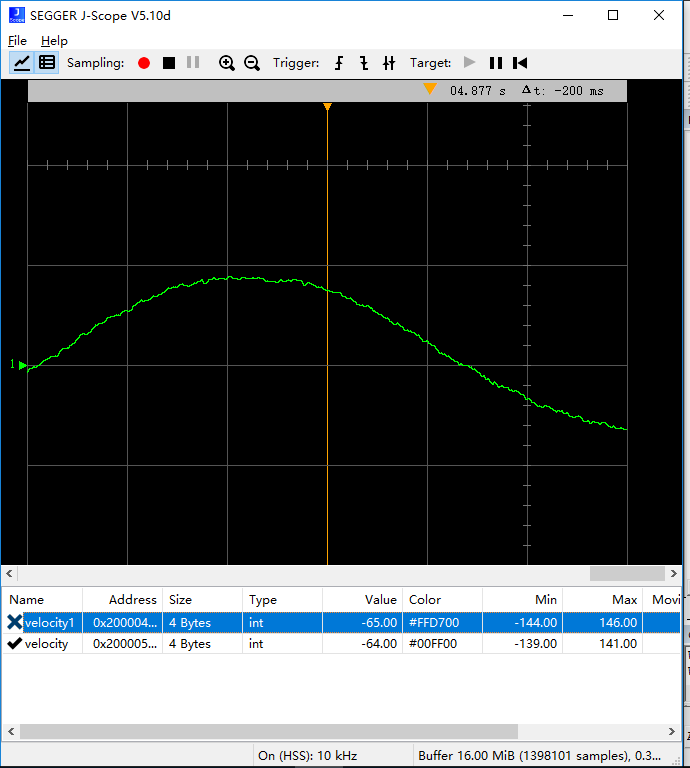 SEGGER J-Scope V5.10d
File Help
Sampling: Trigger: Target:
04.877 s Δt: -200 ms
1
Name Address Size Type Value Color Min Max Movi
velocity1 0x200004... 4 Bytes int -65.00 #FFD700 -144.00 146.00
velocity 0x200005... 4 Bytes int -64.00 #00FF00 -139.00 141.00
On (HSS): 10 kHz Buffer 16.00 MiB (1398101 samples), 0.3...